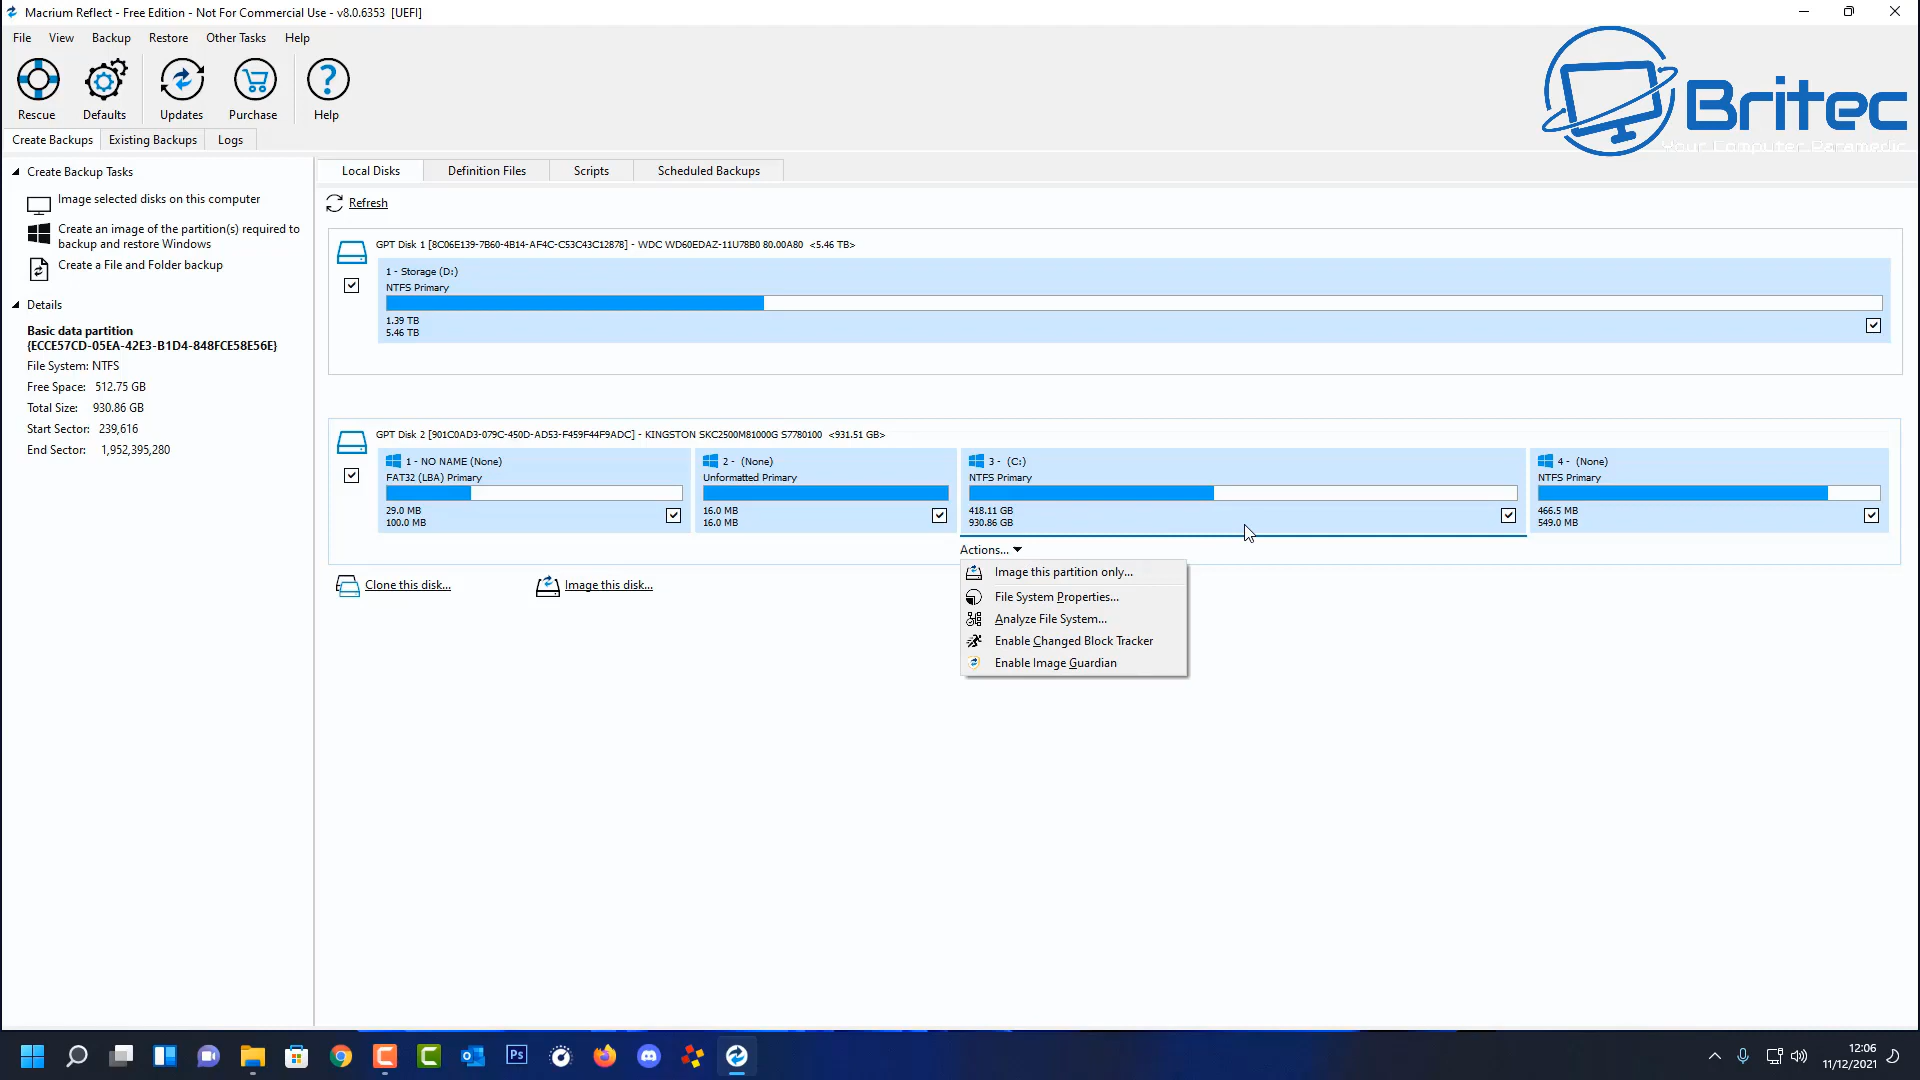 Macrium Reflect - Free Edition - Not For Commercial Use - v8.0.6353 [UEFI]
File View Backup Restore Other Tasks Help
Rescue Defaults Updates Purchase Help
Britec
Your Computer Paramedic
Create Backups Existing Backups Logs
Create Backup Tasks
Image selected disks on this computer
Create an image of the partition(s) required to
backup and restore Windows
Create a File and Folder backup
Details
Basic data partition
{ECCE57CD-05EA-42E3-B1D4-848FCE58E56E}
File System: NTFS
Free Space: 512.75 GB
Total Size: 930.86 GB
Start Sector: 239,616
End Sector: 1,952,395,280
Local Disks Definition Files Scripts Scheduled Backups
Refresh
GPT Disk 1 [8C06E139-7B60-4B14-AF4C-C53C43C12878] - WDC WD60EDAZ-11U78B0 80.00A80 <5.46 TB>
1 - Storage (D:)
NTFS Primary
1.39 TB
5.46 TB
GPT Disk 2 [901C0AD3-079C-450D-AD53-F459F44F9ADC] - KINGSTON SKC2500M81000G S7780100 <931.51 GB>
1 - NO NAME (None)
FAT32 (LBA) Primary
29.0 MB
100.0 MB
2 - (None)
Unformatted Primary
16.0 MB
16.0 MB
3 - (C:)
NTFS Primary
418.11 GB
930.86 GB
4 - (None)
NTFS Primary
466.5 MB
549.0 MB
Actions...
Image this partition only...
File System Properties...
Analyze File System...
Enable Changed Block Tracker
Enable Image Guardian
Clone this disk...
Image this disk...
Ps
12:06
11/12/2021